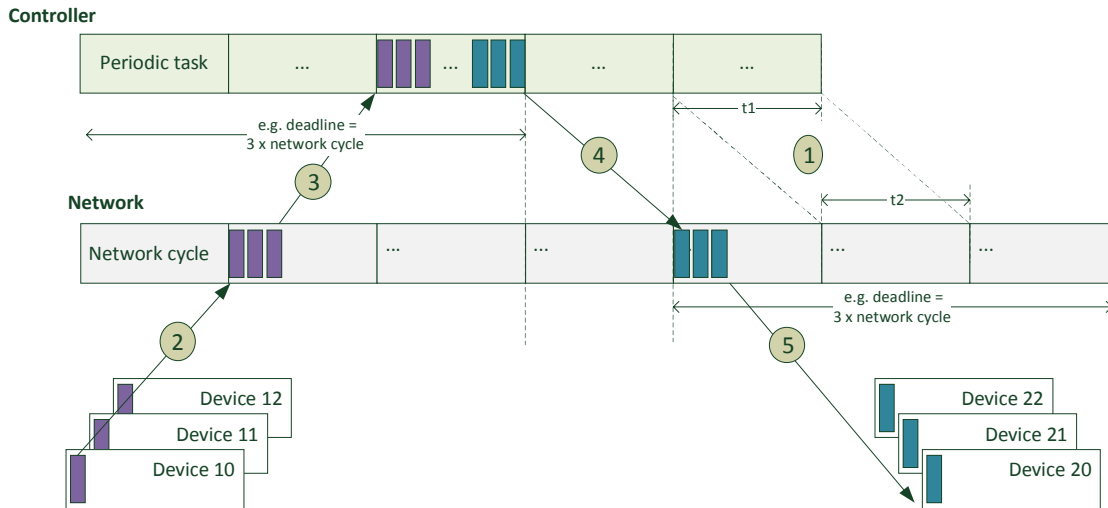 Controller
Periodic task
...
...
...
...
t1
e.g. deadline =
3 x network cycle
1
4
3
Network
t2
Network cycle
...
...
...
...
...
e.g. deadline =
3 x network cycle
2
5
Device 12
Device 11
Device 10
Device 22
Device 21
Device 20